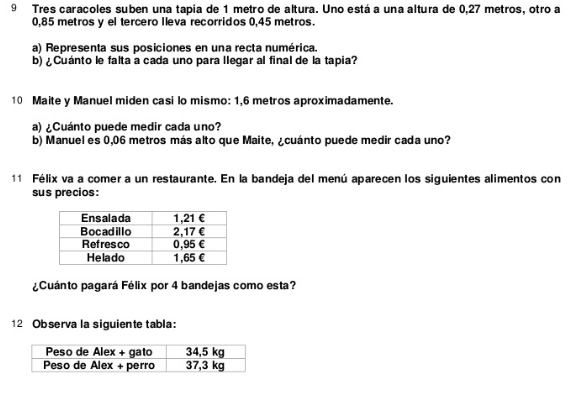 9 Tres caracoles suben una tapia de 1 metro de altura. Uno está a una altura de 0,27 metros, otro a
0,85 metros y el tercero lleva recorridos 0,45 metros.
a) Representa sus posiciones en una recta numérica.
b) ¿Cuánto le falta a cada uno para llegar al final de la tapia?
10 Maite y Manuel miden casi lo mismo: 1,6 metros aproximadamente.
a) ¿Cuánto puede medir cada uno?
b) Manuel es 0,06 metros más alto que Maite, ¿cuánto puede medir cada uno?
11 Félix va a comer a un restaurante. En la bandeja del menú aparecen los siguientes alimentos con
sus precios:
Ensalada 1,21 €
Bocadillo 2,17 €
Refresco 0,95 €
Helado 1,65 €
¿Cuánto pagará Félix por 4 bandejas como esta?
12 Observa la siguiente tabla:
Peso de Alex + gato 34,5 kg
Peso de Alex + perro 37,3 kg